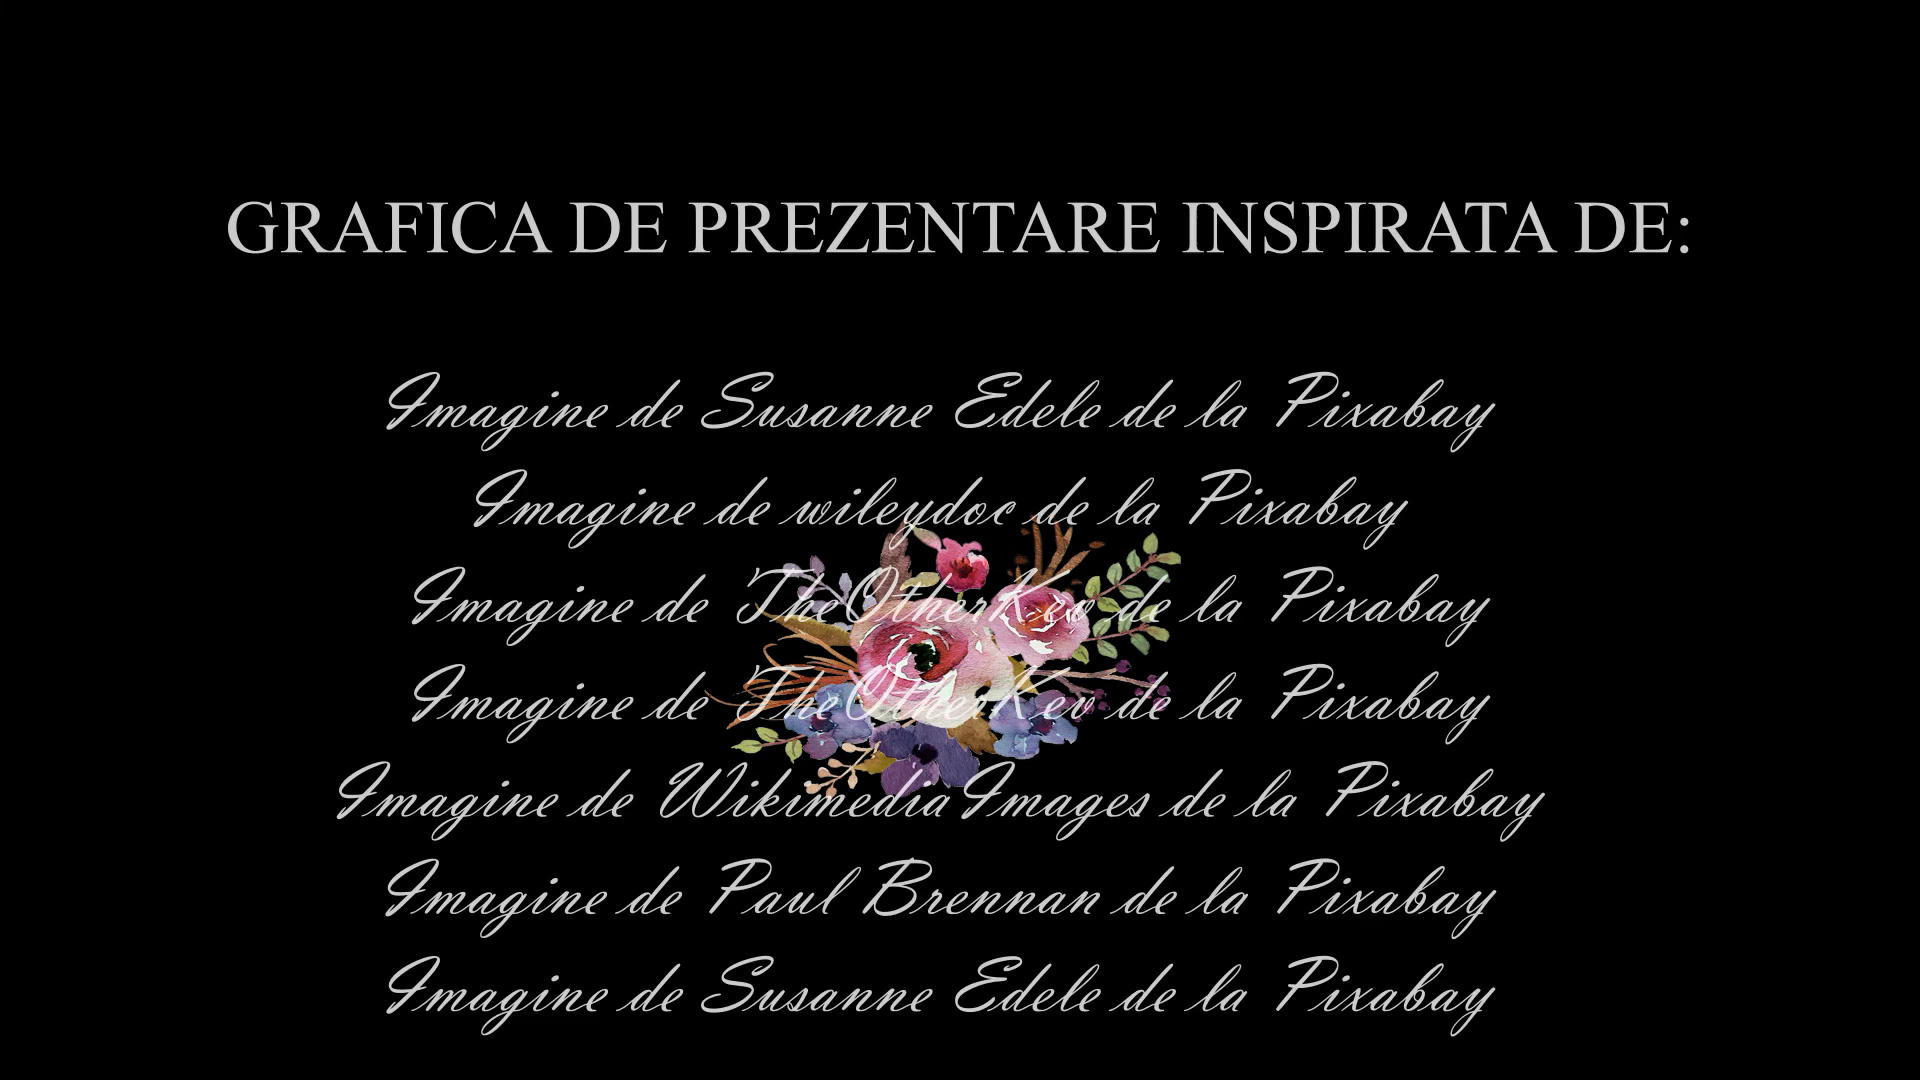 GRAFICA DE PREZENTARE INSPIRATA DE:
Imagine de Susanne Edele de la Pixabay
Imagine de wileydoc de la Pixabay
Imagine de TheOtherKev de la Pixabay
Imagine de TheOtherKev de la Pixabay
Imagine de WikimediaImages de la Pixabay
Imagine de Paul Brennan de la Pixabay
Imagine de Susanne Edele de la Pixabay